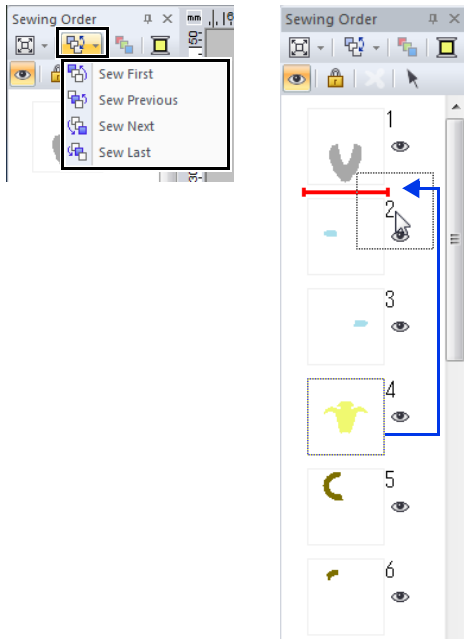 Sewing Order
mm
Sew First
Sew Previous
Sew Next
Sew Last
Sewing Order
1
2
3
4
5
6